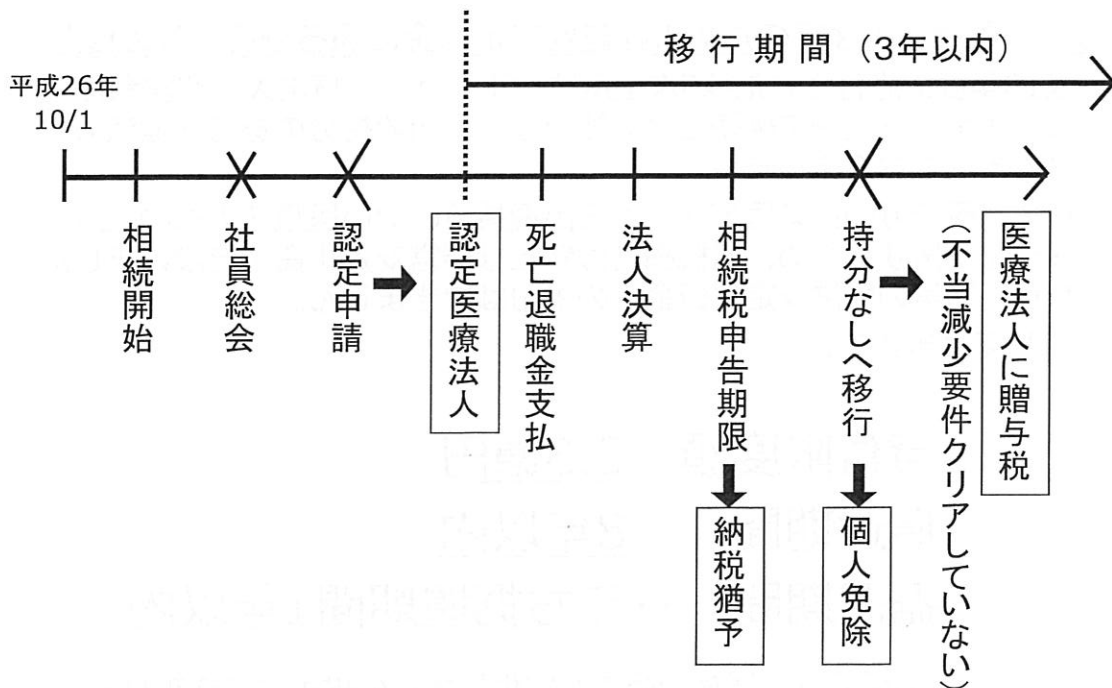 移行期間（3年以内）
平成26年
10/1
相続開始
社員総会
認定申請
認定医療法人
死亡退職金支払
法人決算
相続税申告期限
納税猶予
持分なしへ移行
個人免除
医療法人に贈与税
（不当減少要件クリアしていない）